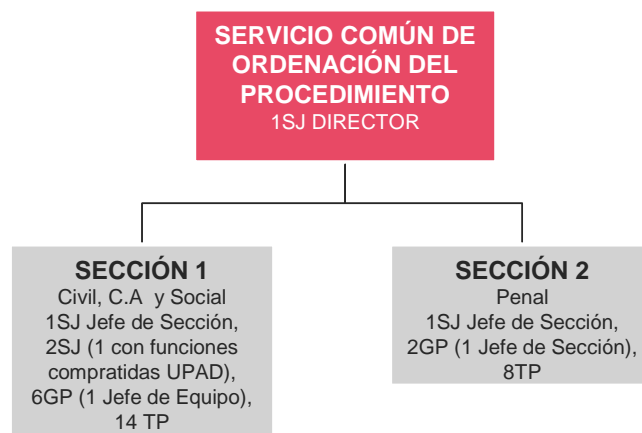 SERVICIO COMÚN DE
ORDENACIÓN DEL
PROCEDIMIENTO
1SJ DIRECTOR
SECCIÓN 1
Civil, C.A y Social
1SJ Jefe de Sección,
2SJ (1 con funciones
compratidas UPAD),
6GP (1 Jefe de Equipo),
14 TP
SECCIÓN 2
Penal
1SJ Jefe de Sección,
2GP (1 Jefe de Sección),
8TP